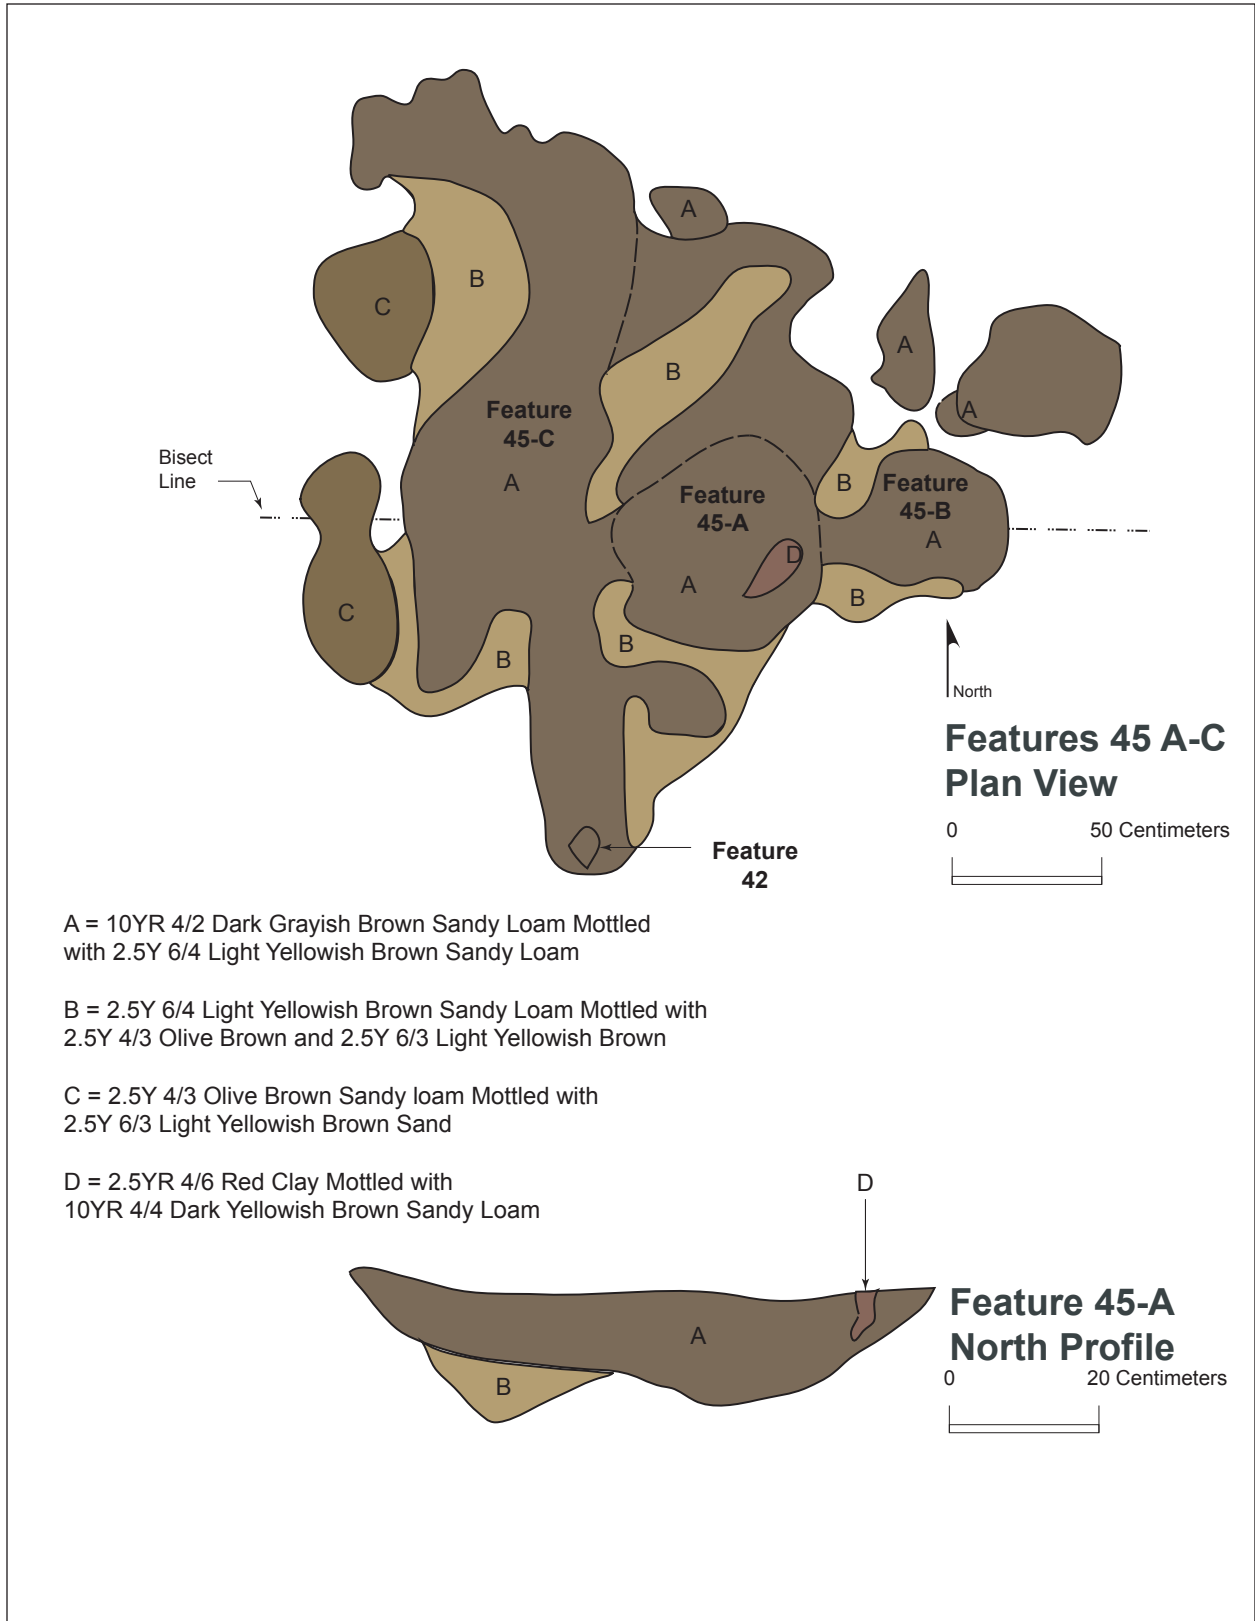 A
B
C
A
B
A
Feature
45-C
Bisect
Line
A
Feature
45-A
B
Feature
45-B
A
D
A
B
C
B
B
North
Features 45 A-C
Plan View
0 50 Centimeters
Feature
42
A = 10YR 4/2 Dark Grayish Brown Sandy Loam Mottled
with 2.5Y 6/4 Light Yellowish Brown Sandy Loam
B = 2.5Y 6/4 Light Yellowish Brown Sandy Loam Mottled with
2.5Y 4/3 Olive Brown and 2.5Y 6/3 Light Yellowish Brown
C = 2.5Y 4/3 Olive Brown Sandy loam Mottled with
2.5Y 6/3 Light Yellowish Brown Sand
D = 2.5YR 4/6 Red Clay Mottled with
10YR 4/4 Dark Yellowish Brown Sandy Loam
D
A
B
Feature 45-A
North Profile
0 20 Centimeters